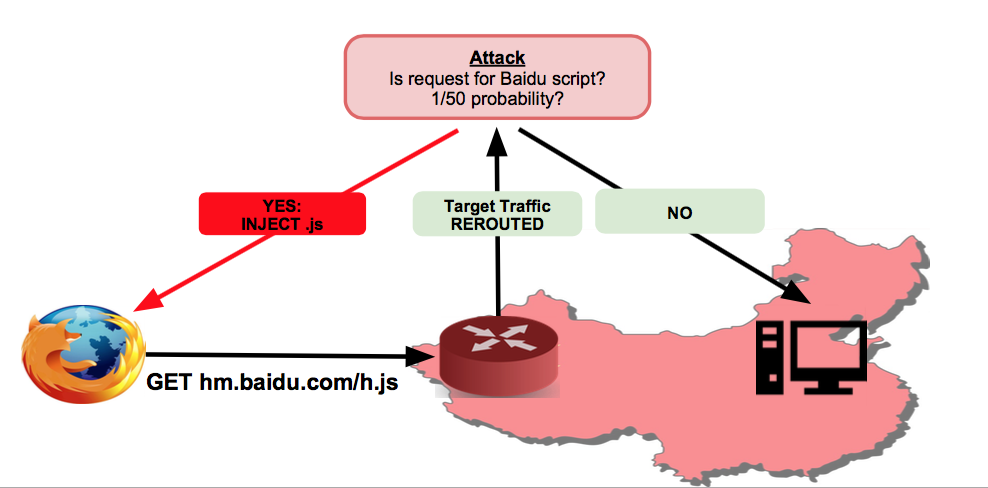 Attack
Is request for Baidu script?
1/50 probability?
YES:
INJECT .js
Target Traffic
REROUTED
NO
GET hm.baidu.com/h.js